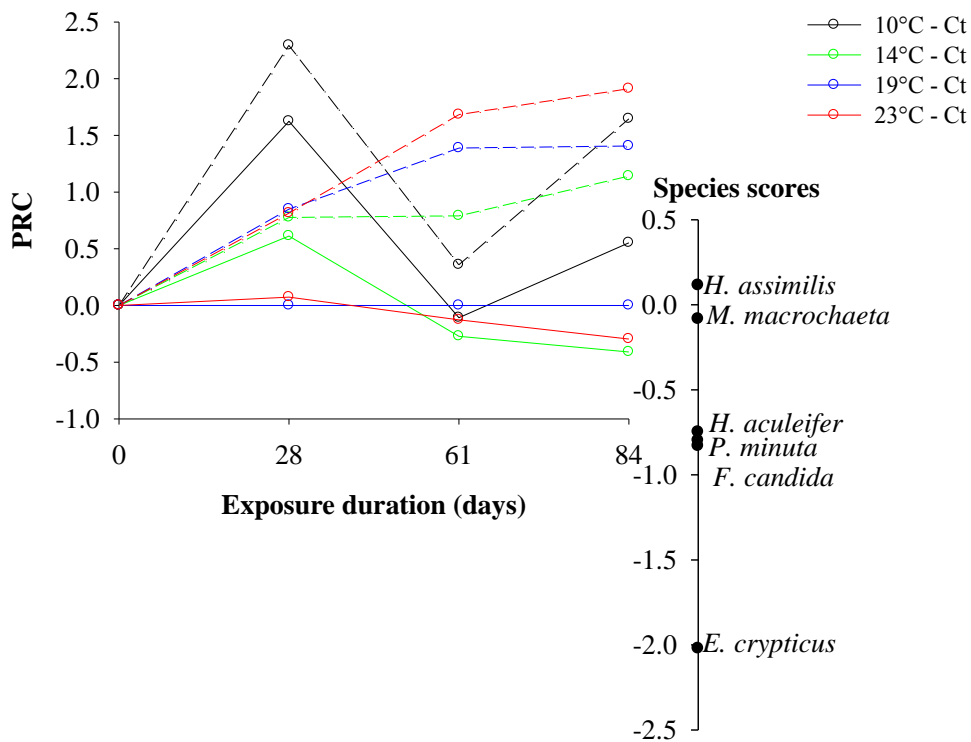 10°C - Ct
14°C - Ct
19°C - Ct
23°C - Ct
2.5
2.0
1.5
1.0
0.5
0.0
-0.5
-1.0
PRC
0
28
61
84
Exposure duration (days)
Species scores
0.5
0.0
-0.5
-1.0
-1.5
-2.0
-2.5
H. assimilis
M. macrochaeta
H. aculeifer
P. minuta
F. candida
E. crypticus